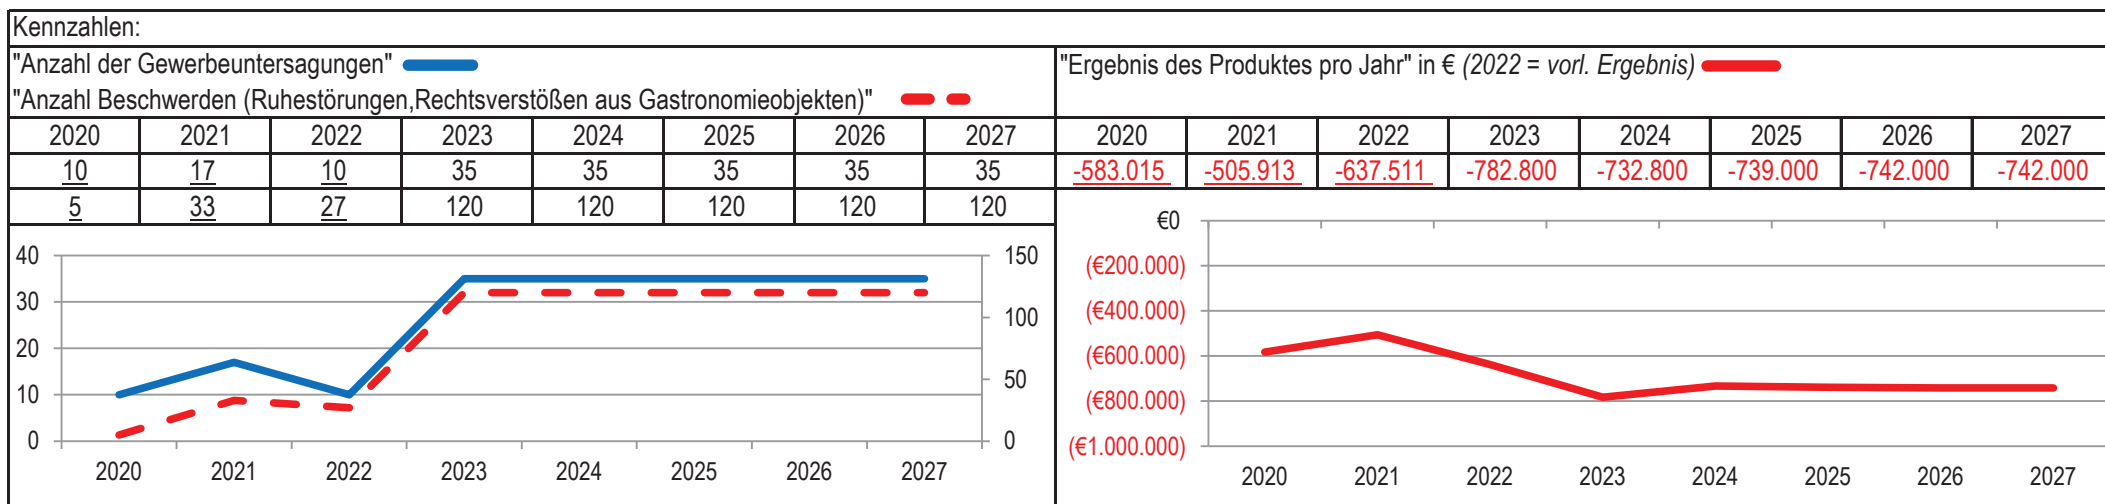 Kennzahlen:
"Anzahl der Gewerbeuntersagungen"
"Anzahl Beschwerden (Ruhestörungen,Rechtsverstößen aus Gastronomieobjekten)"
2020 2021 2022 2023 2024 2025 2026 2027
10 17 10 35 35 35 35 35
5 33 27 120 120 120 120 120
40 150
30 100
20
10 50
0 0
2020 2021 2022 2023 2024 2025 2026 2027
"Ergebnis des Produktes pro Jahr" in € (2022 = vorl. Ergebnis)
2020 2021 2022 2023 2024 2025 2026 2027
-583.015 -505.913 -637.511 -782.800 -732.800 -739.000 -742.000 -742.000
€0
(€200.000)
(€400.000)
(€600.000)
(€800.000)
(€1.000.000)
2020 2021 2022 2023 2024 2025 2026 2027